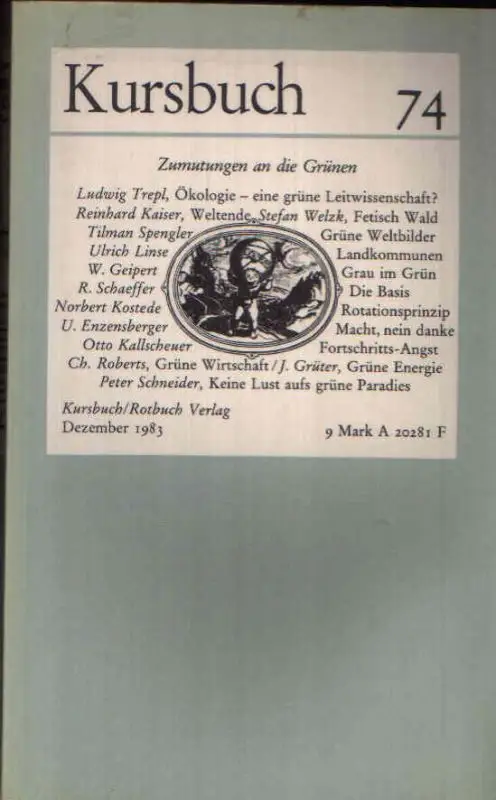 Kursbuch 74
Zumutungen an die Grünen
Ludwig Trepl, Ökologie – eine grüne Leitwissenschaft?
Reinhard Kaiser, Weltende, Stefan Welzk, Fetisch Wald
Tilman Spengler Grüne Weltbilder
Ulrich Linse Landkommunen
W. Geipert Grau im Grün
R. Schaeffer Die Basis
Norbert Kostede Rotationsprinzip
U. Enzensberger Macht, nein danke
Otto Kallscheuer Fortschritts-Angst
Ch. Roberts, Grüne Wirtschaft / J. Grüter, Grüne Energie
Peter Schneider, Keine Lust aufs grüne Paradies
Kursbuch/Rotbuch Verlag
Dezember 1983 9 Mark A 20281 F